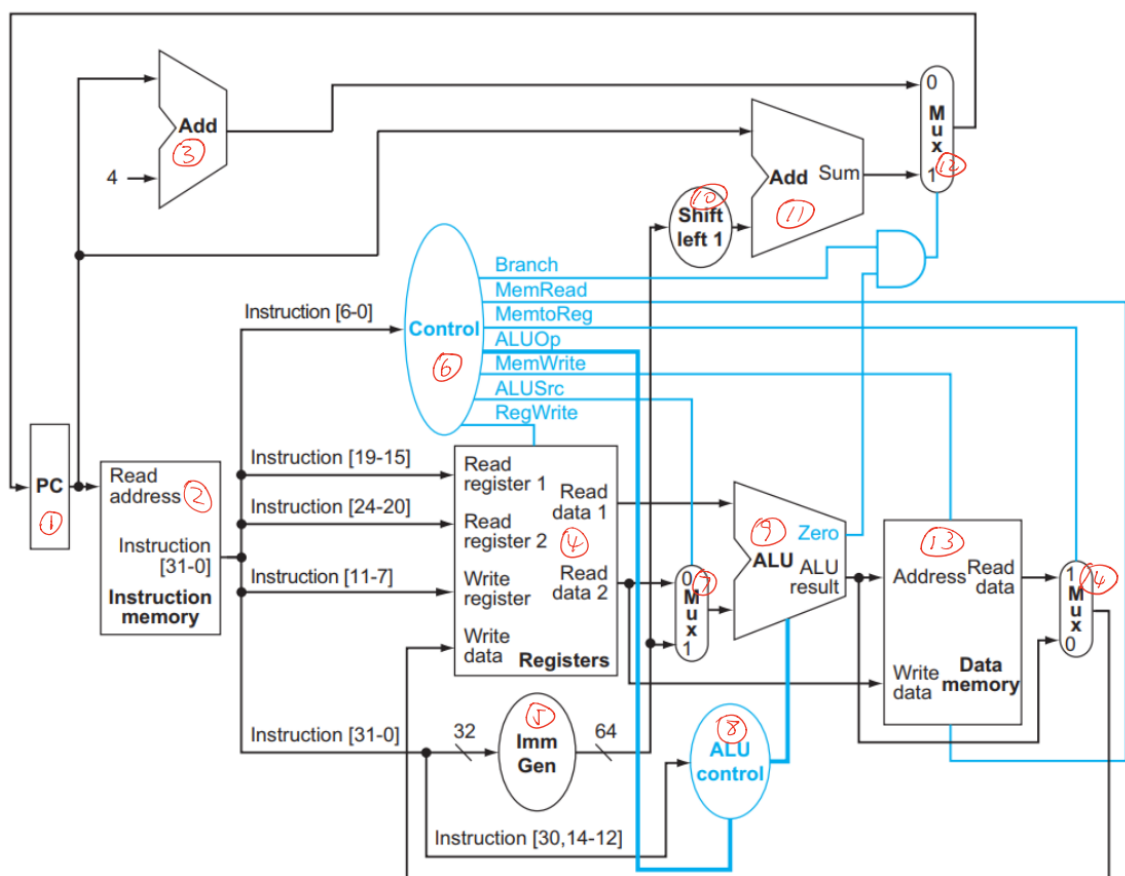 0
Add
③
4
Mux
1
⑫
Add
Sum
⑪
⑩
Shift
left 1
Branch
MemRead
MemtoReg
ALUOp
MemWrite
ALUSrc
RegWrite
Instruction [6-0]
Control
⑥
PC
①
Read
address
②
Instruction
[31-0]
Instruction
memory
Instruction [19-15]
Instruction [24-20]
Instruction [11-7]
Read
register 1
Read
register 2
Write
register
Write
data
Read
data 1
④
Read
data 2
Registers
0
Mux
1
⑦
⑨
Zero
ALU
ALU
result
⑬
Address
Read
data
Write
data
Data
memory
1
Mux
0
⑭
Instruction [31-0]
32
⑤
Imm
Gen
64
⑧
ALU
control
Instruction [30,14-12]